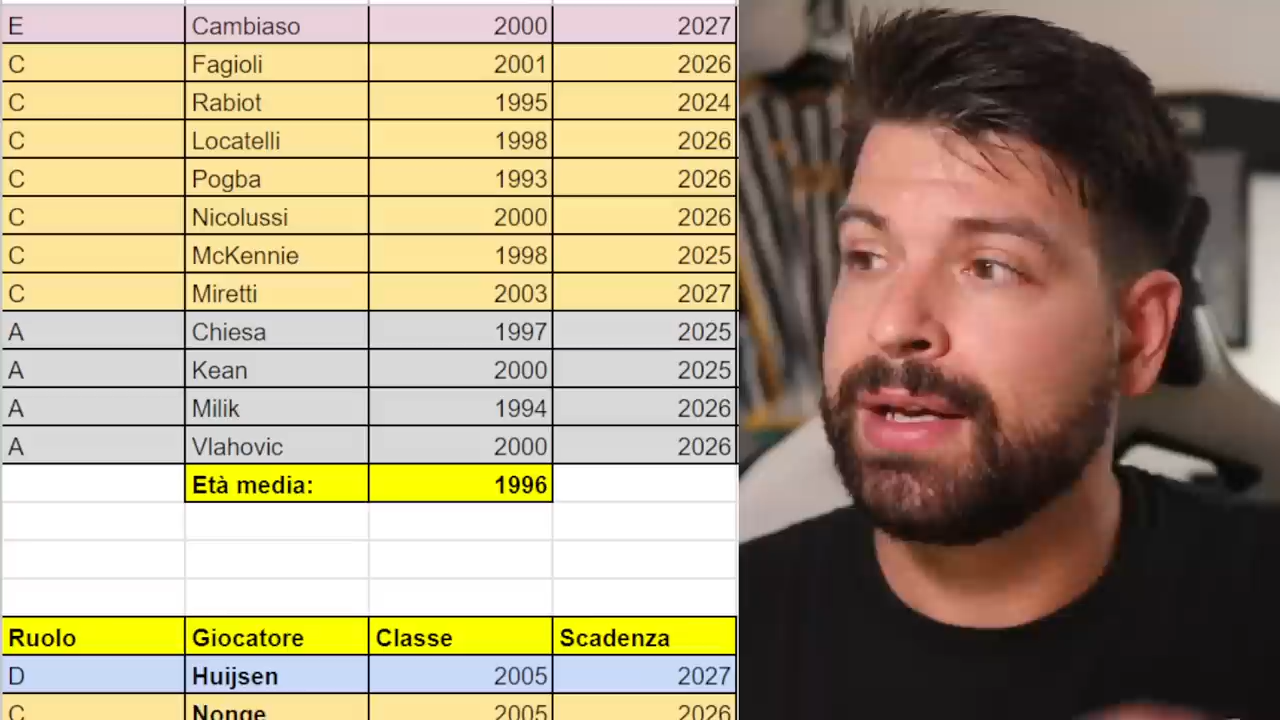 E Cambiaso 2000 2027
C Fagioli 2001 2026
C Rabiot 1995 2024
C Locatelli 1998 2026
C Pogba 1993 2026
C Nicolussi 2000 2026
C McKennie 1998 2025
C Miretti 2003 2027
A Chiesa 1997 2025
A Kean 2000 2025
A Milik 1994 2026
A Vlahovic 2000 2026
Età media: 1996
Ruolo Giocatore Classe Scadenza
D Huijsen 2005 2027
C Nonge 2005 2026